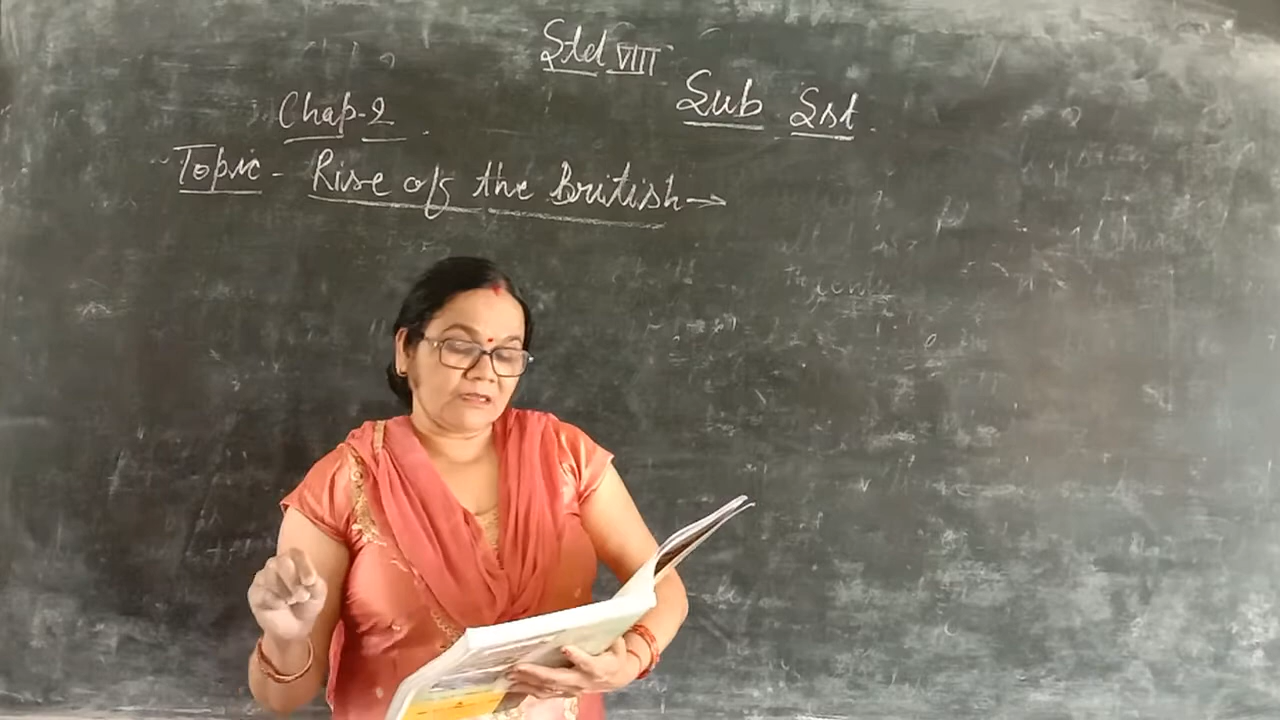 Std VIII
Sub Sst.
Chap-2.
Topic - Rise of the British →